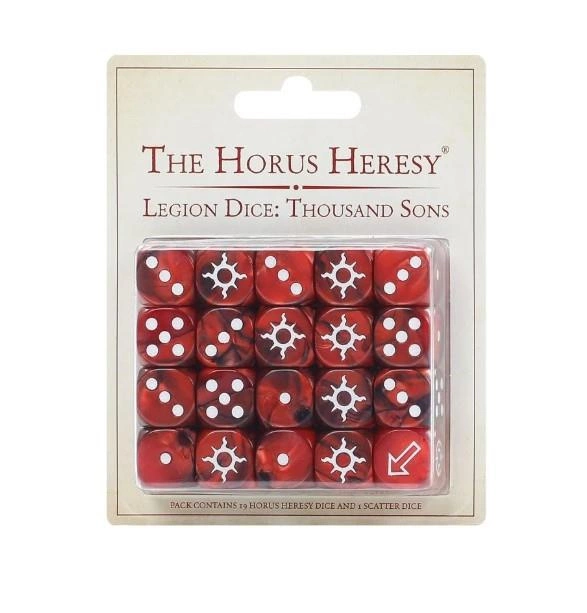 THE HORUS HERESY®
LEGION DICE: THOUSAND SONS
PACK CONTAINS 19 HORUS HERESY DICE AND 1 SCATTER DICE